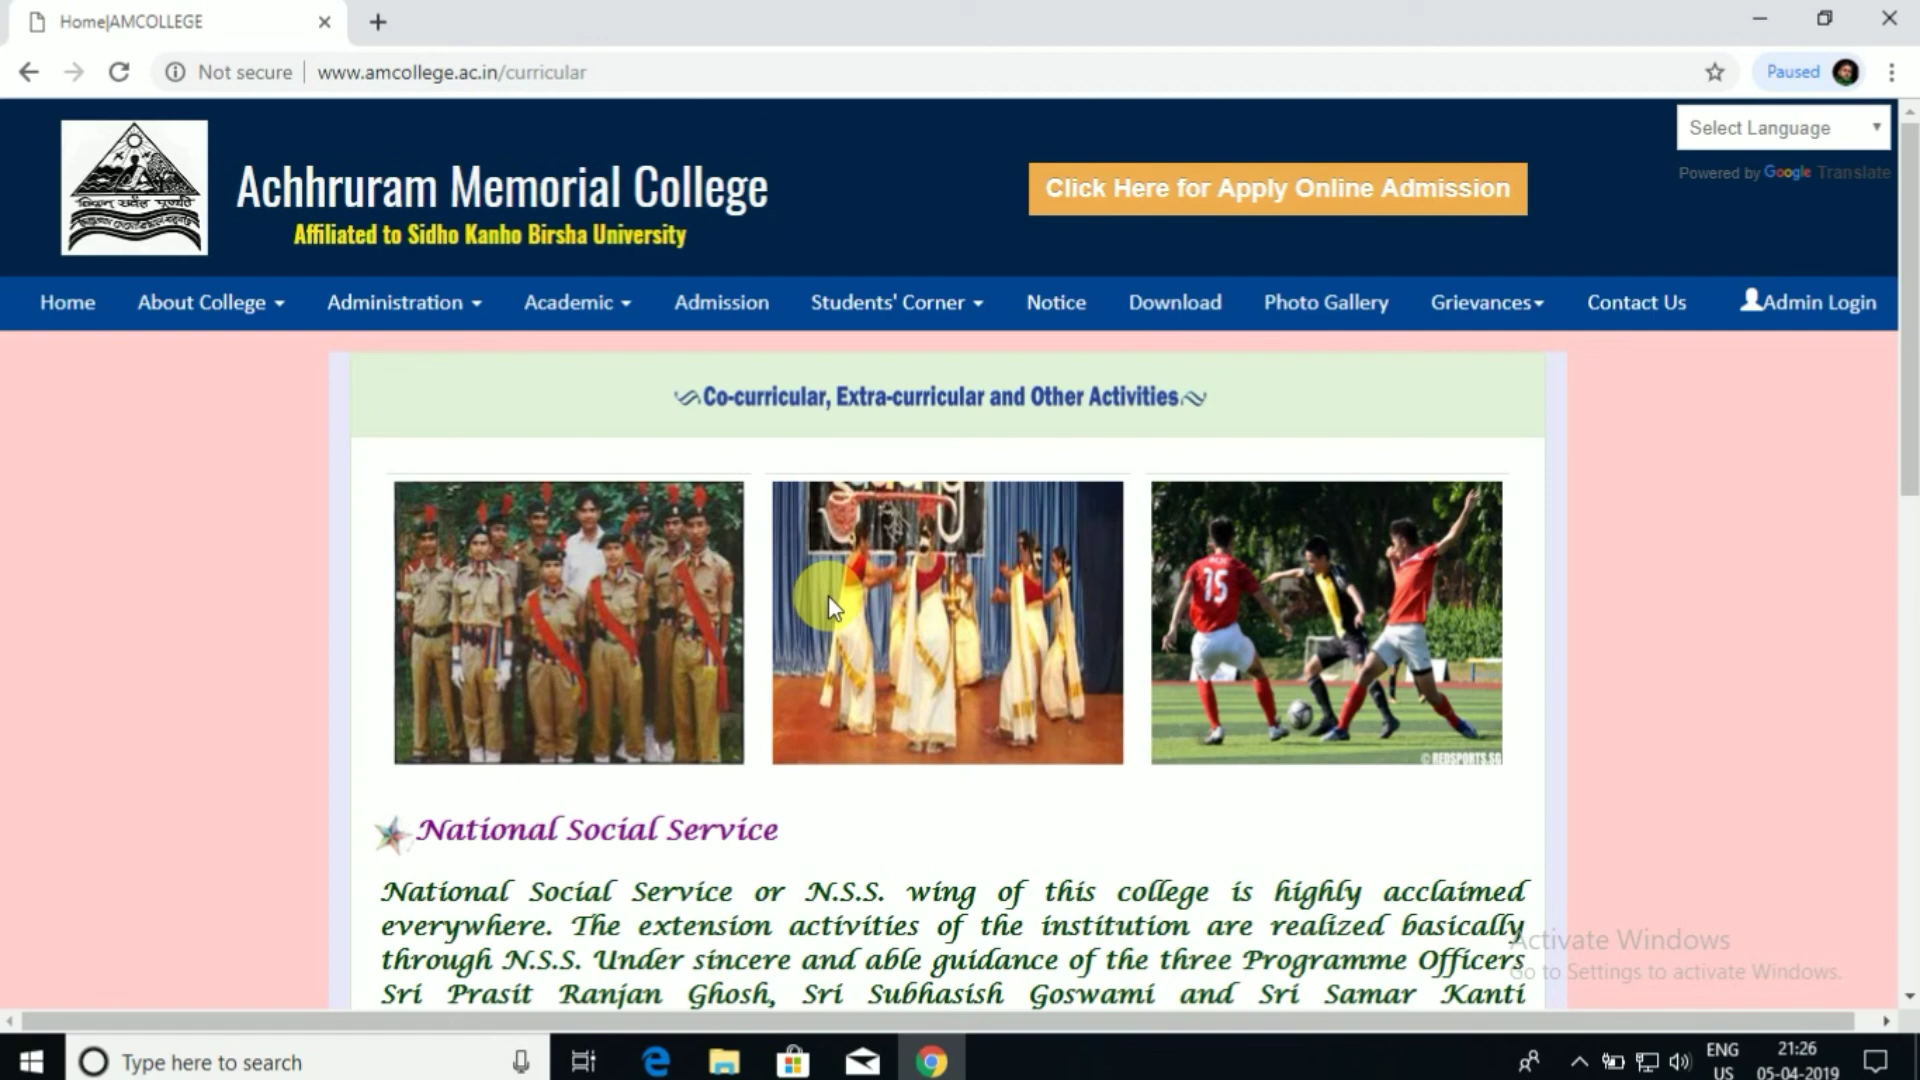 Home|AMCOLLEGE
Not secure
www.amcollege.ac.in/curricular
Paused
Select Language
Powered by Google Translate
Achhruram Memorial College
Affiliated to Sidho Kanho Birsha University
Click Here for Apply Online Admission
Home About College Administration Academic Admission Students' Corner Notice Download Photo Gallery Grievances Contact Us Admin Login
Co-curricular, Extra-curricular and Other Activities
15
©REDSPORTS.SG
National Social Service
National Social Service or N.S.S. wing of this college is highly acclaimed
everywhere. The extension activities of the institution are realized basically
through N.S.S. Under sincere and able guidance of the three Programme Officers
Sri Prasit Ranjan Ghosh, Sri Subhasish Goswami and Sri Samar Kanti
Activate Windows
Go to Settings to activate Windows.
Type here to search
ENG
US
21:26
05-04-2019